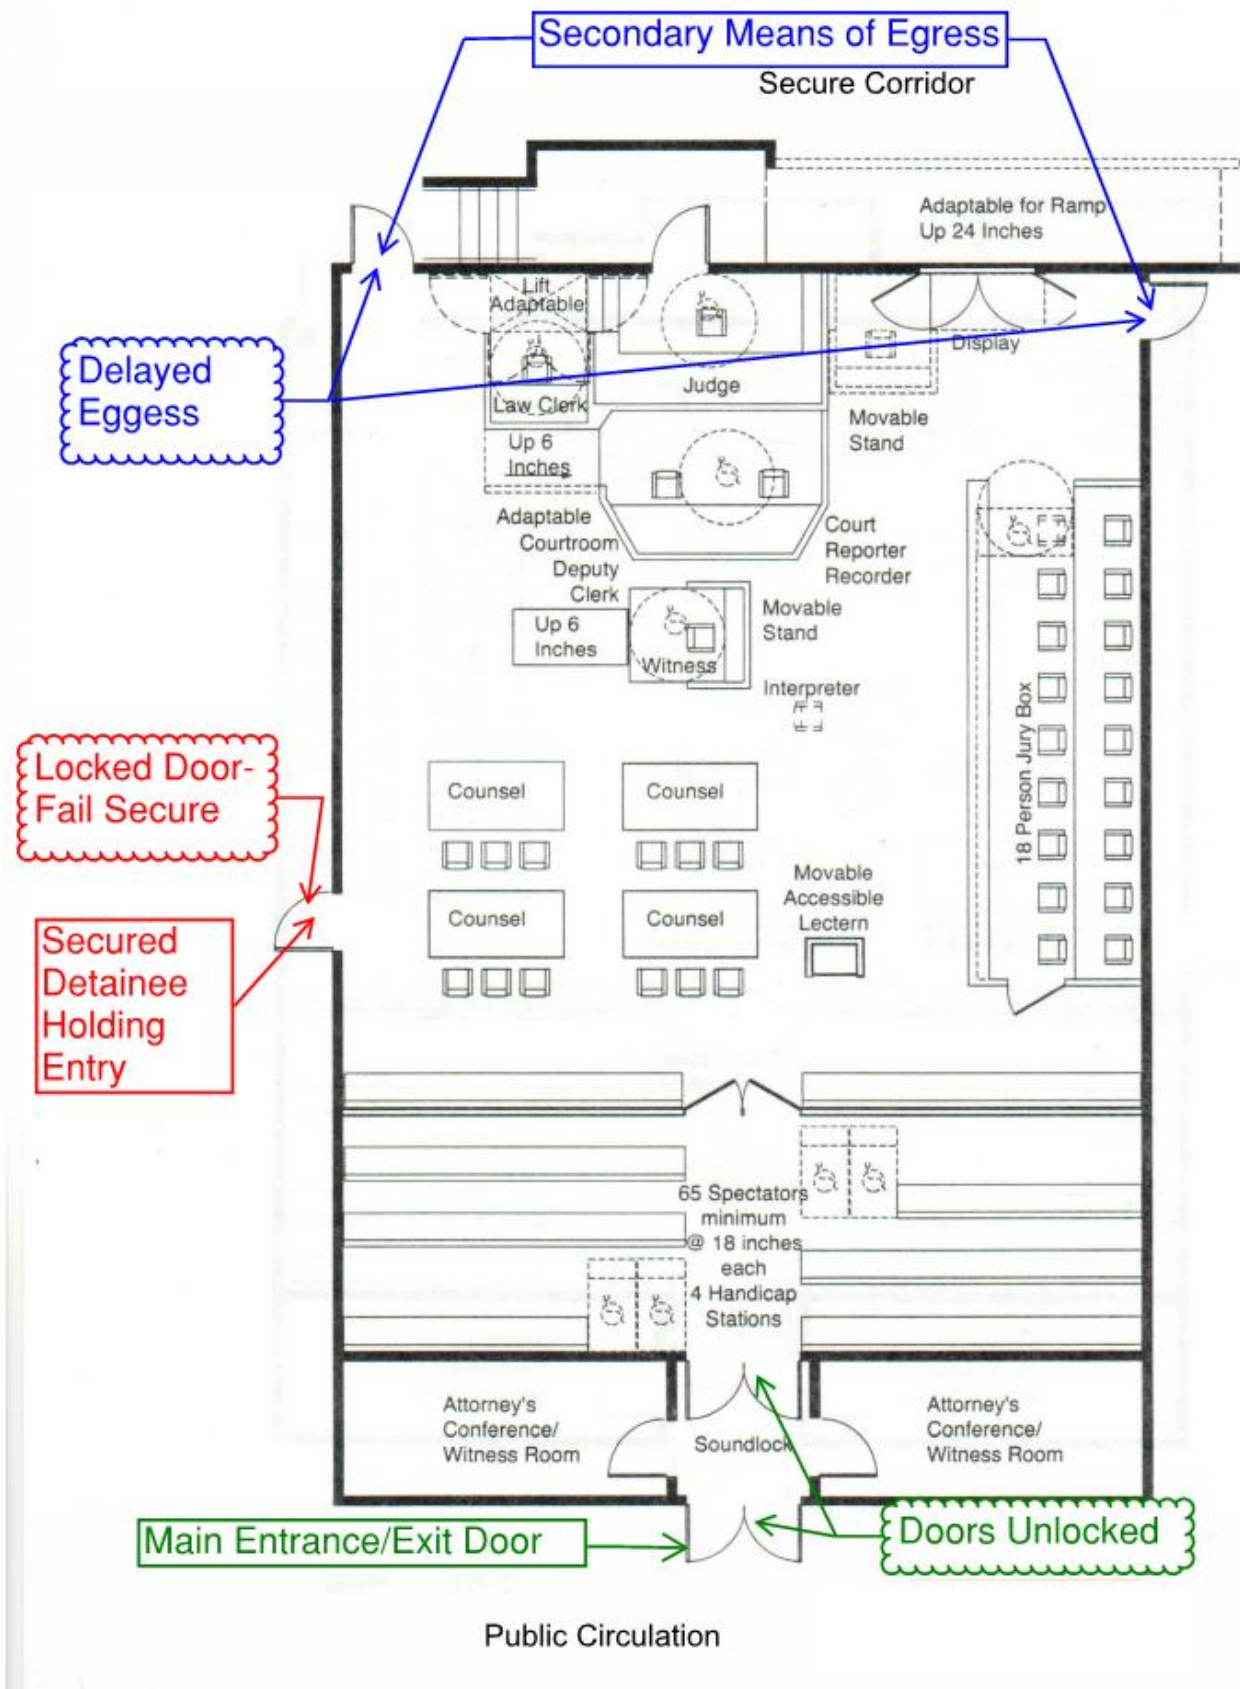 Secondary Means of Egress
Secure Corridor
Adaptable for Ramp
Up 24 Inches
Lift
Adaptable
Delayed
Eggess
Display
Judge
Law Clerk
Movable
Stand
Up 6
Inches
Adaptable
Courtroom
Deputy
Clerk
Court
Reporter
Recorder
Up 6
Inches
Movable
Stand
Witness
Interpreter
18 Person Jury Box
Locked Door-
Fail Secure
Counsel
Counsel
Movable
Accessible
Lectern
Counsel
Counsel
Secured
Detainee
Holding
Entry
65 Spectators
minimum
@ 18 inches
each
4 Handicap
Stations
Attorney's
Conference/
Witness Room
Soundlock
Attorney's
Conference/
Witness Room
Main Entrance/Exit Door
Doors Unlocked
Public Circulation